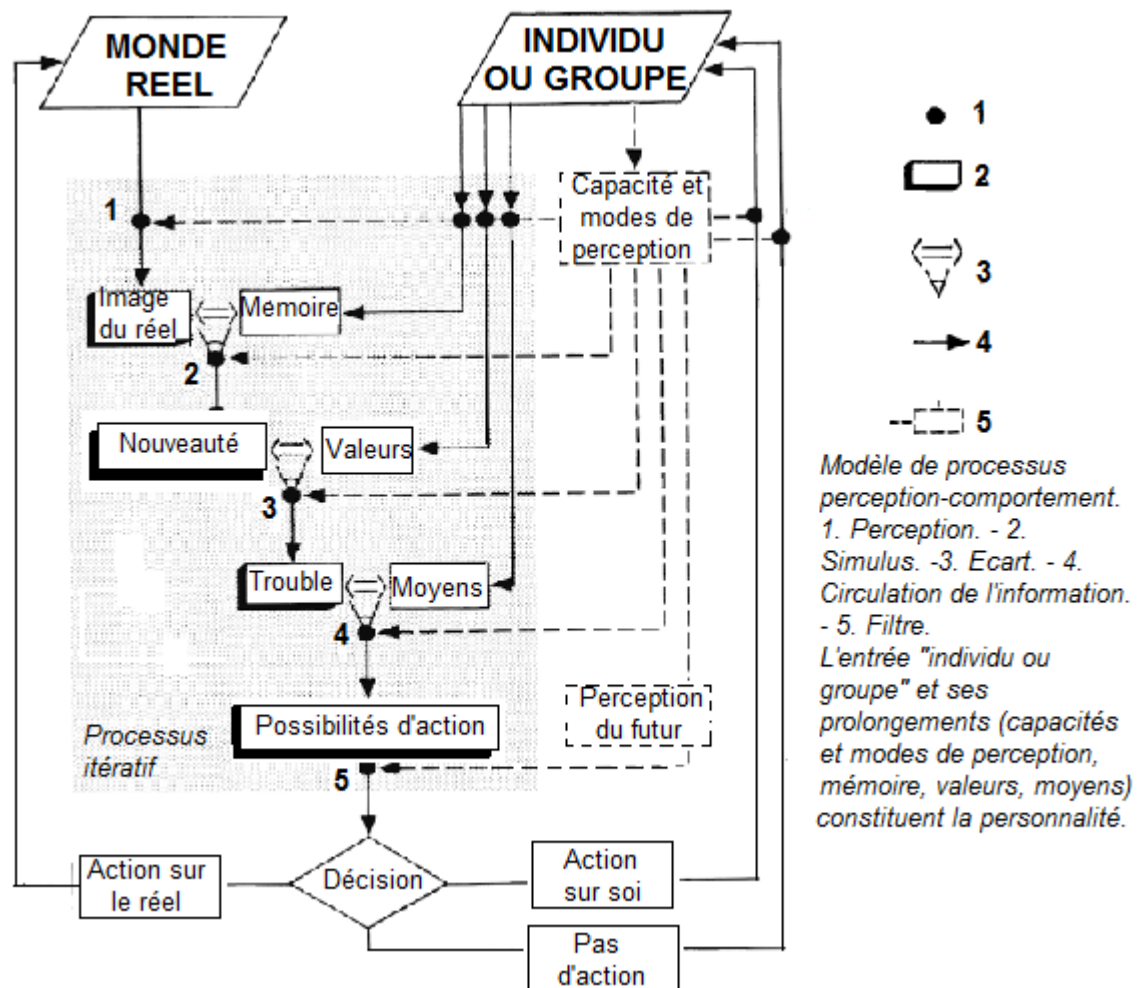 MONDE
REEL
INDIVIDU
OU GROUPE
1
Capacité et
modes de
perception
Image
du réel
Mémoire
2
Nouveauté
Valeurs
3
Trouble
Moyens
4
Possibilités d'action
Perception
du futur
Processus
itératif
5
Action sur
le réel
Décision
Action
sur soi
Pas
d'action
1
2
3
4
5
Modèle de processus
perception-comportement.
1. Perception. - 2.
Simulus. -3. Ecart. - 4.
Circulation de l'information.
- 5. Filtre.
L'entrée "individu ou
groupe" et ses
prolongements (capacités
et modes de perception,
mémoire, valeurs, moyens)
constituent la personnalité.